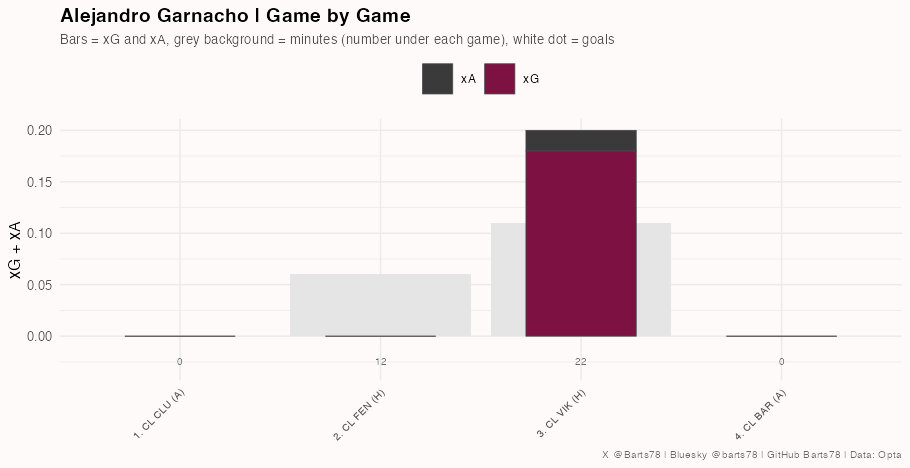 Alejandro Garnacho | Game by Game
Bars = xG and xA, grey background = minutes (number under each game), white dot = goals
xA xG
xG + xA
0.20
0.15
0.10
0.05
0.00
0 12 22 0
1. CL CLU (A)
2. CL FEN (H)
3. CL VIK (H)
4. CL BAR (A)
X @Barts78 | Bluesky @barts78 | GitHub Barts78 | Data: Opta